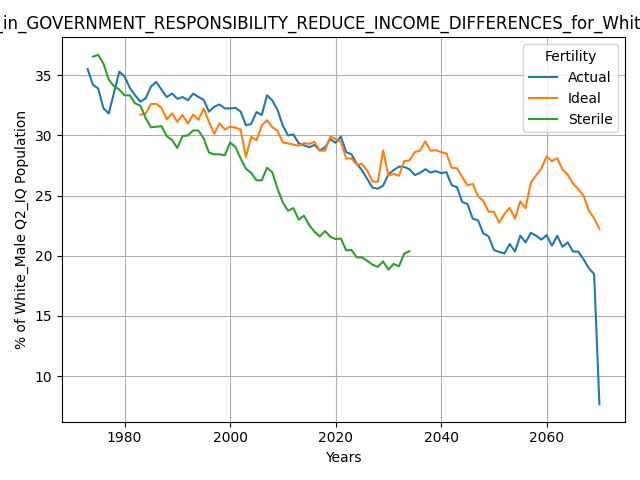 _in_GOVERNMENT_RESPONSIBILITY_REDUCE_INCOME_DIFFERENCES_for_Whit
Fertility
Actual
Ideal
Sterile
% of White_Male Q2_IQ Population
35
30
25
20
15
10
1980 2000 2020 2040 2060
Years